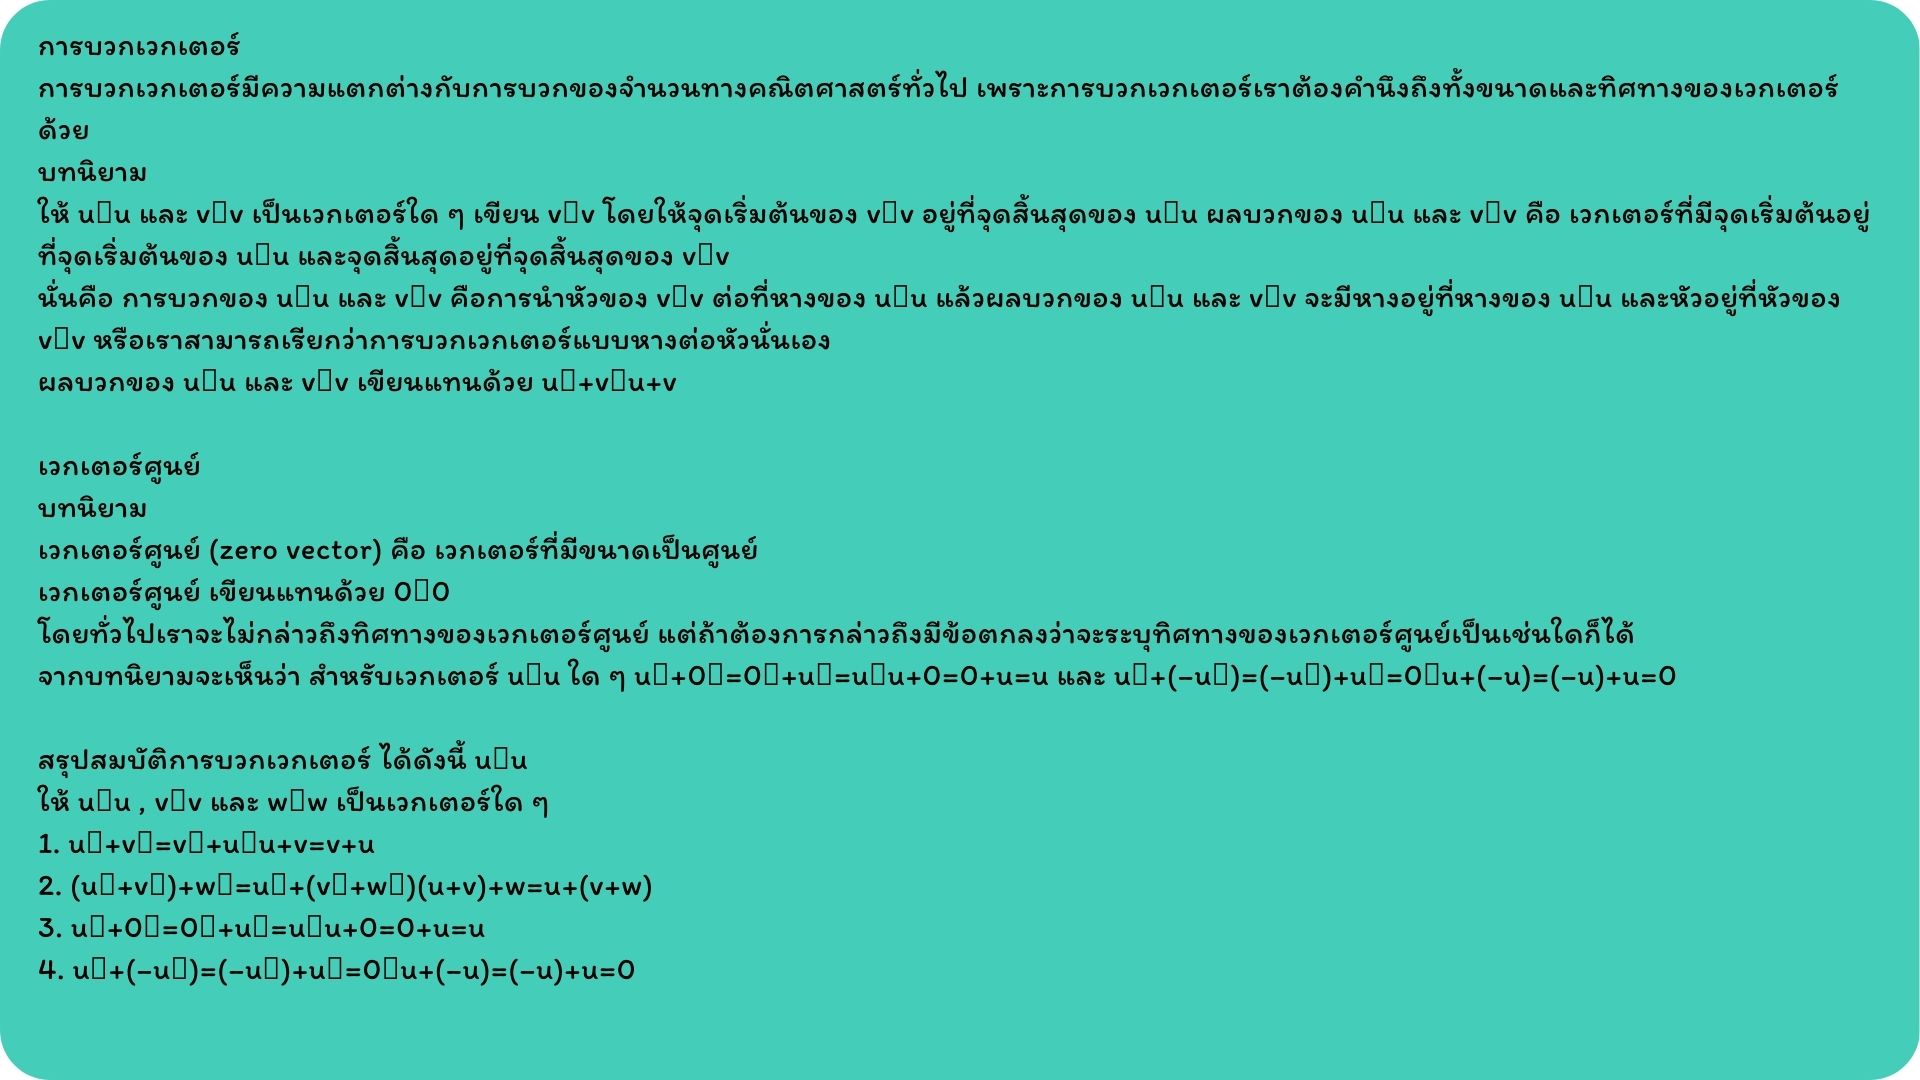 การบวกเวกเตอร์
การบวกเวกเตอร์มีความแตกต่างกับการบวกของจำนวนทางคณิตศาสตร์ทั่วไป เพราะการบวกเวกเตอร์เราต้องคำนึงถึงทั้งขนาดและทิศทางของเวกเตอร์
ด้วย
บทนิยาม
ให้ u▯u และ v▯v เป็นเวกเตอร์ใด ๆ เขียน v▯v โดยให้จุดเริ่มต้นของ v▯v อยู่ที่จุดสิ้นสุดของ u▯u ผลบวกของ u▯u และ v▯v คือ เวกเตอร์ที่มีจุดเริ่มต้นอยู่
ที่จุดเริ่มต้นของ u▯u และจุดสิ้นสุดอยู่ที่จุดสิ้นสุดของ v▯v
นั่นคือ การบวกของ u▯u และ v▯v คือการนำหัวของ v▯v ต่อที่หางของ u▯u แล้วผลบวกของ u▯u และ v▯v จะมีหางอยู่ที่หางของ u▯u และหัวอยู่ที่หัวของ
v▯v หรือเราสามารถเรียกว่าการบวกเวกเตอร์แบบหางต่อหัวนั่นเอง
ผลบวกของ u▯u และ v▯v เขียนแทนด้วย u▯+v▯u+v
เวกเตอร์ศูนย์
บทนิยาม
เวกเตอร์ศูนย์ (zero vector) คือ เวกเตอร์ที่มีขนาดเป็นศูนย์
เวกเตอร์ศูนย์ เขียนแทนด้วย 0▯0
โดยทั่วไปเราจะไม่กล่าวถึงทิศทางของเวกเตอร์ศูนย์ แต่ถ้าต้องการกล่าวถึงมีข้อตกลงว่าจะระบุทิศทางของเวกเตอร์ศูนย์เป็นเช่นใดก็ได้
จากบทนิยามจะเห็นว่า สำหรับเวกเตอร์ u▯u ใด ๆ u▯+0▯=0▯+u▯=u▯u+0=0+u=u และ u▯+(−u▯)=(−u▯)+u▯=0▯u+(−u)=(−u)+u=0
สรุปสมบัติการบวกเวกเตอร์ ได้ดังนี้ u▯u
ให้ u▯u , v▯v และ w▯w เป็นเวกเตอร์ใด ๆ
1. u▯+v▯=v▯+u▯u+v=v+u
2. (u▯+v▯)+w▯=u▯+(v▯+w▯)(u+v)+w=u+(v+w)
3. u▯+0▯=0▯+u▯=u▯u+0=0+u=u
4. u▯+(−u▯)=(−u▯)+u▯=0▯u+(−u)=(−u)+u=0